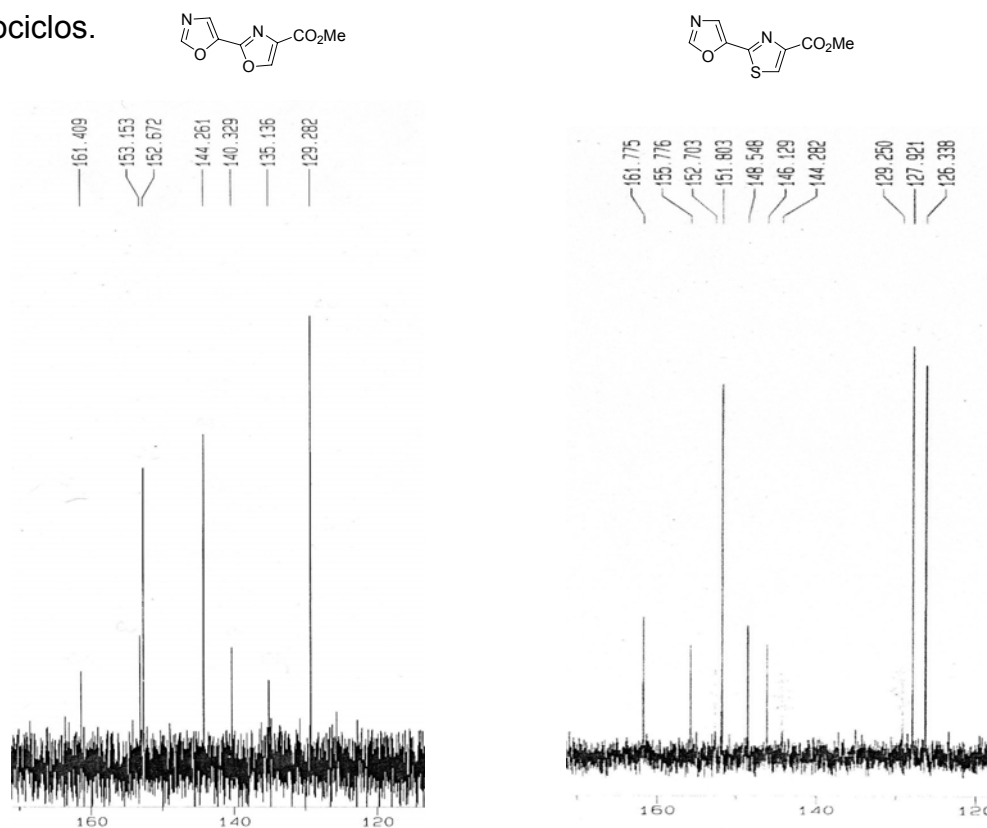 ociclos.
N
O
N
O
CO2Me
N
O
N
S
CO2Me
161.409
153.153
152.672
144.261
140.329
135.136
129.282
161.775
155.776
152.703
151.803
148.548
146.129
144.282
129.250
127.921
126.338
160
140
120
160
140
120